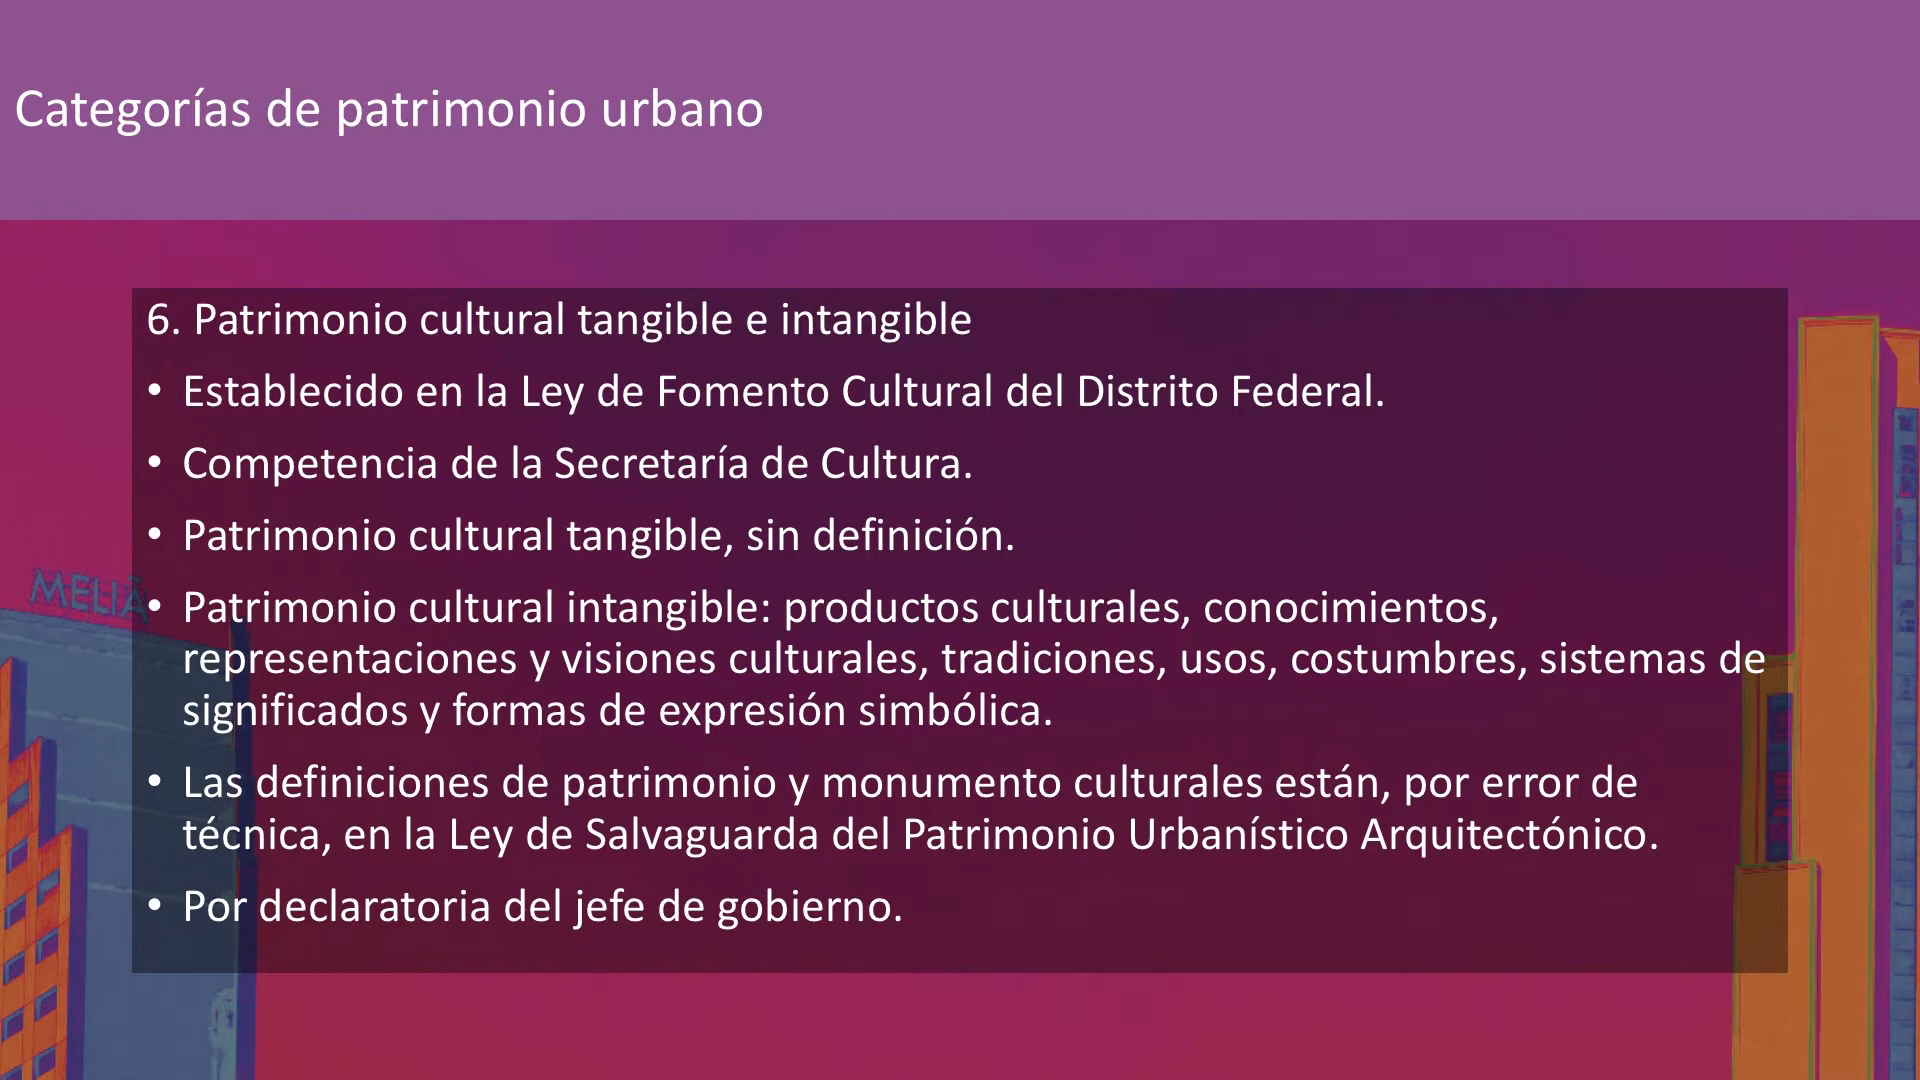 Categorías de patrimonio urbano
6. Patrimonio cultural tangible e intangible
• Establecido en la Ley de Fomento Cultural del Distrito Federal.
• Competencia de la Secretaría de Cultura.
• Patrimonio cultural tangible, sin definición.
MELIÃ
• Patrimonio cultural intangible: productos culturales, conocimientos,
representaciones y visiones culturales, tradiciones, usos, costumbres, sistemas de
significados y formas de expresión simbólica.
• Las definiciones de patrimonio y monumento culturales están, por error de
técnica, en la Ley de Salvaguarda del Patrimonio Urbanístico Arquitectónico.
• Por declaratoria del jefe de gobierno.